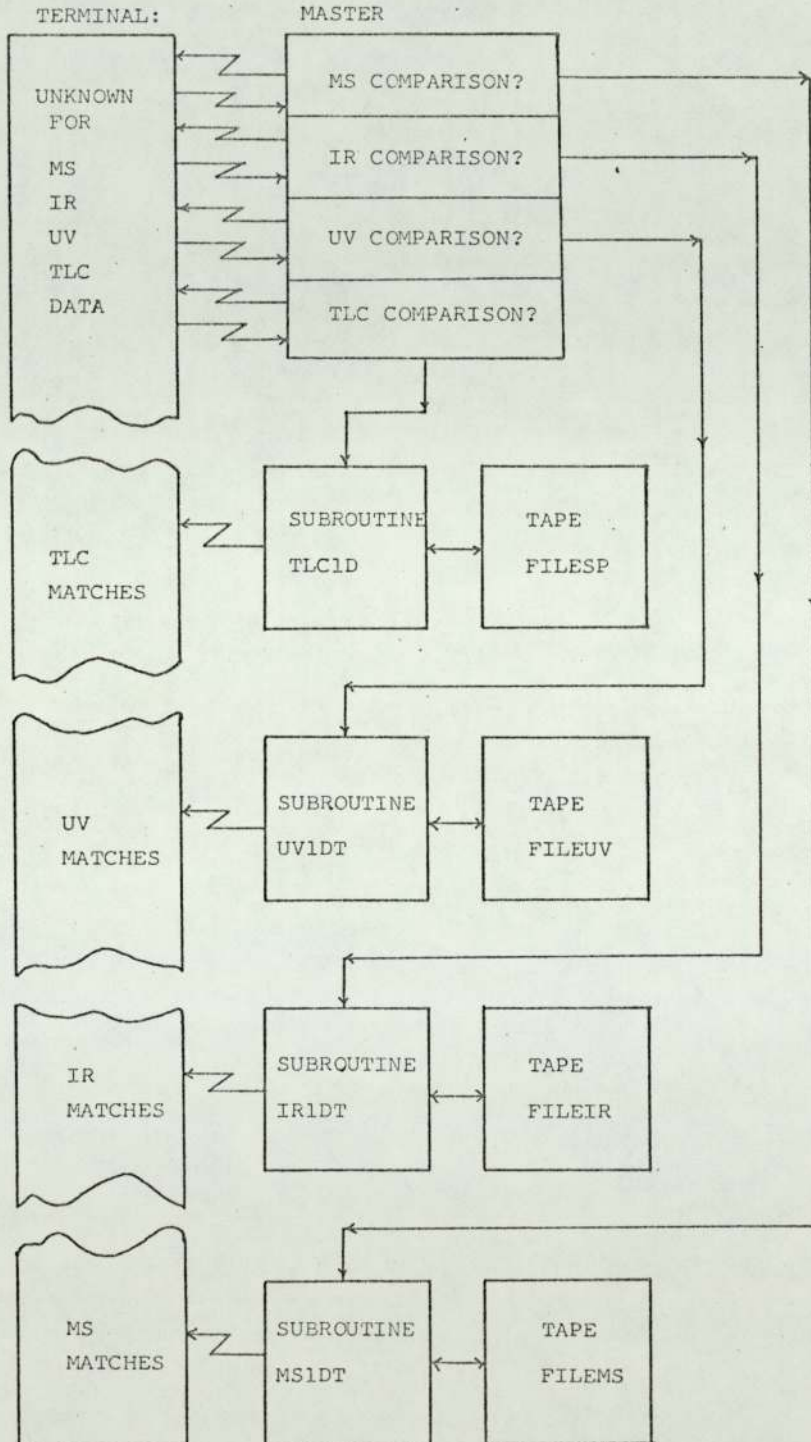 TERMINAL:
MASTER
UNKNOWN
FOR
MS
IR
UV
TLC
DATA
MS COMPARISON?
IR COMPARISON?
UV COMPARISON?
TLC COMPARISON?
TLC
MATCHES
SUBROUTINE
TLC1D
TAPE
FILESP
UV
MATCHES
SUBROUTINE
UV1DT
TAPE
FILEUV
IR
MATCHES
SUBROUTINE
IR1DT
TAPE
FILEIR
MS
MATCHES
SUBROUTINE
MS1DT
TAPE
FILEMS